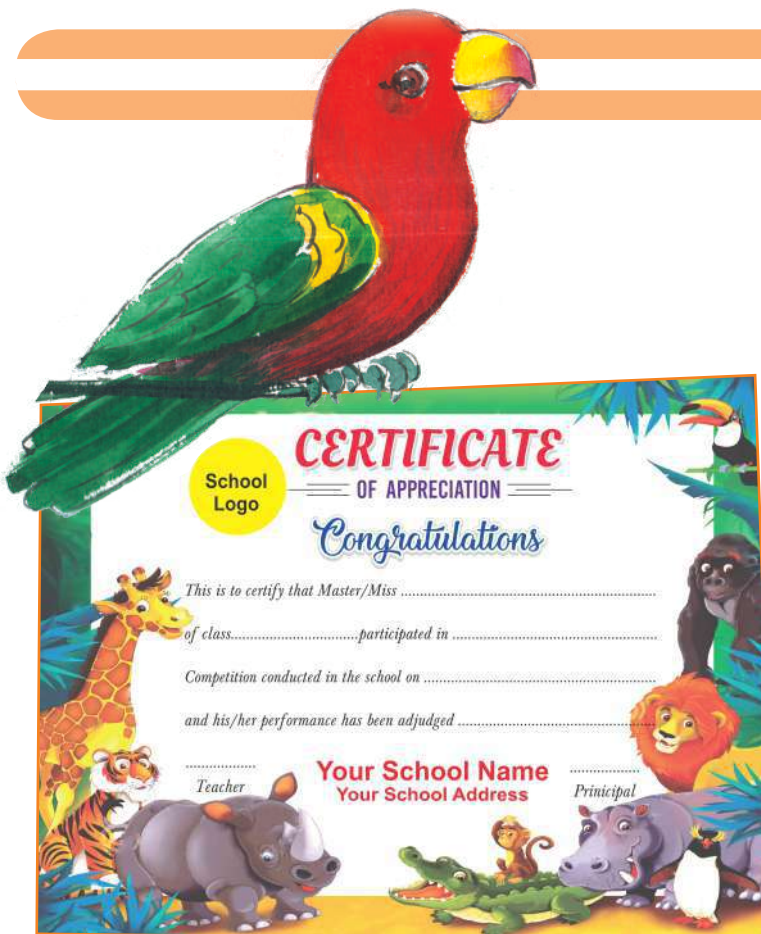 CERTIFICATE
School
Logo
OF APPRECIATION
Congratulations
This is to certify that Master/Miss ................................................................
of class................................participated in ...................................................
Competition conducted in the school on ..........................................................
and his/her performance has been adjudged ..................................................
..................
..................
Teacher
Your School Name
Your School Address
Prinicipal